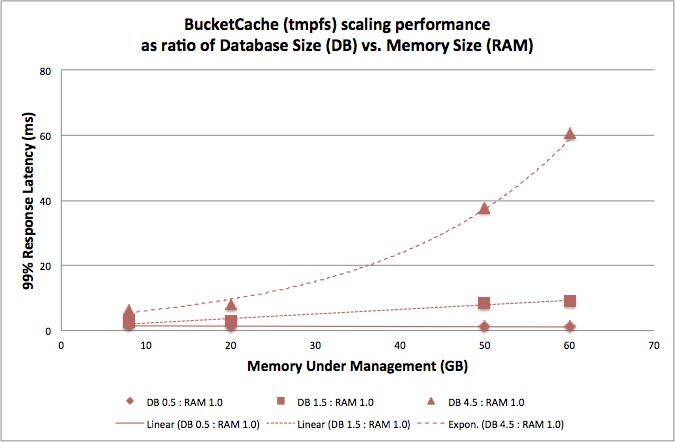 BucketCache (tmpfs) scaling performance
as ratio of Database Size (DB) vs. Memory Size (RAM)
99% Response Latency (ms)
80
60
40
20
0
0 10 20 30 40 50 60 70
Memory Under Management (GB)
DB 0.5 : RAM 1.0 DB 1.5 : RAM 1.0 DB 4.5 : RAM 1.0
Linear (DB 0.5 : RAM 1.0) Linear (DB 1.5 : RAM 1.0) Expon. (DB 4.5 : RAM 1.0)